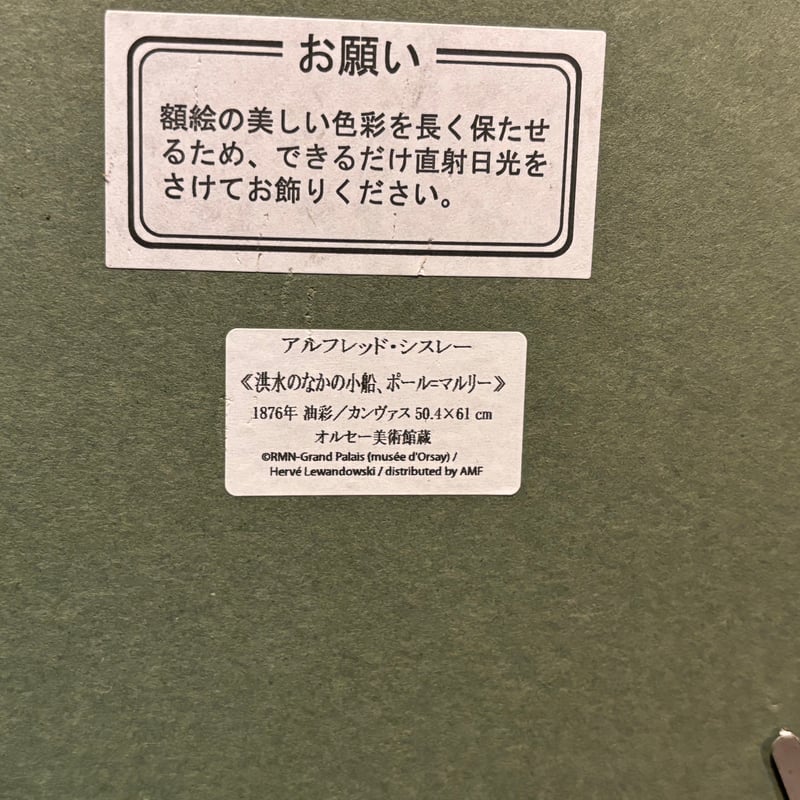 お願い
額絵の美しい色彩を長く保たせ
るため、できるだけ直射日光を
さけてお飾りください。
アルフレッド・シスレー
《洪水のなかの小船、ポール=マルリー》
1876年 油彩／カンヴァス 50.4×61 cm
オルセー美術館蔵
©RMN-Grand Palais (musée d'Orsay) /
Hervé Lewandowski / distributed by AMF